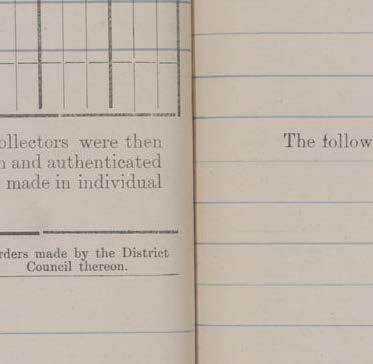 ollectors were then
and authenticated
made in individual
rders made by the District
Council thereon.
The follow